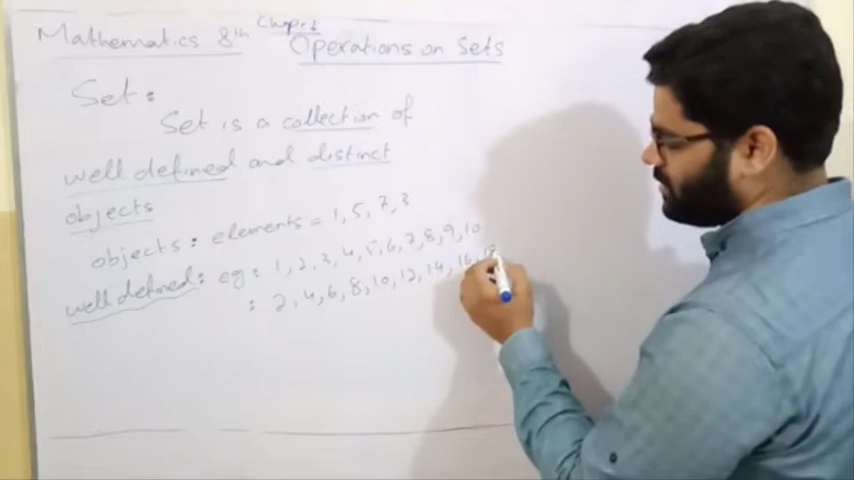 Mathematics 8th Chap:1
Operations on Sets
Set:
Set is a collection of
well defined and distinct
objects
objects: elements = 1, 5, 7, 3
well defined: eg: 1, 2, 3, 4, 5, 6, 7, 8, 9, 10
: 2, 4, 6, 8, 10, 12, 14, 16, 18